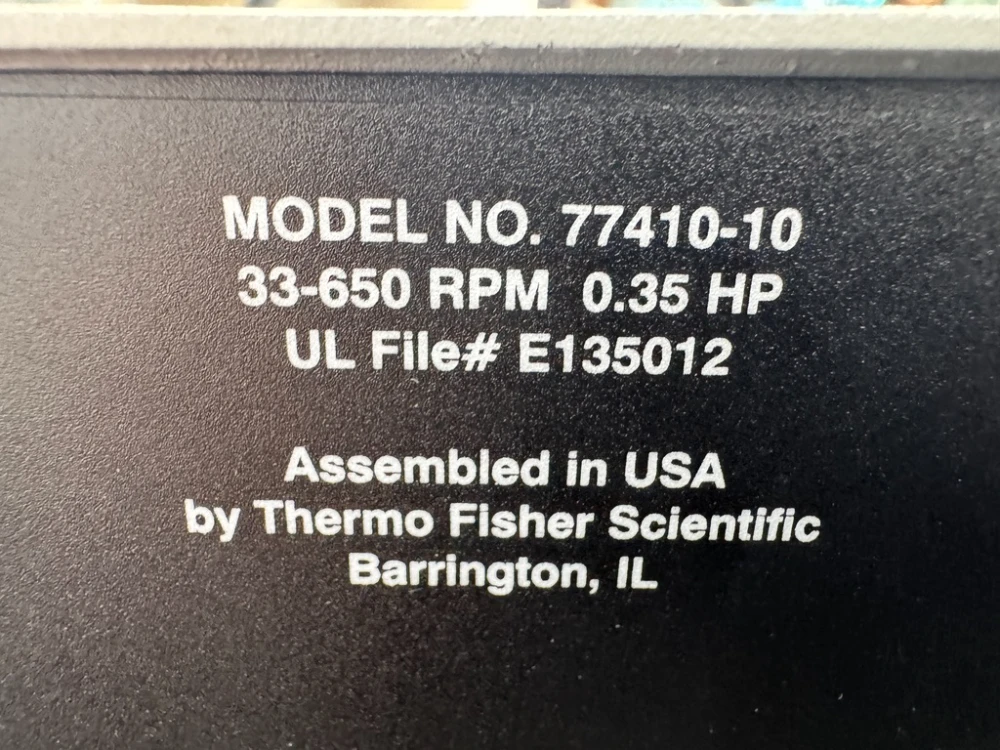 MODEL NO. 77410-10
33-650 RPM 0.35 HP
UL File# E135012
Assembled in USA
by Thermo Fisher Scientific
Barrington, IL